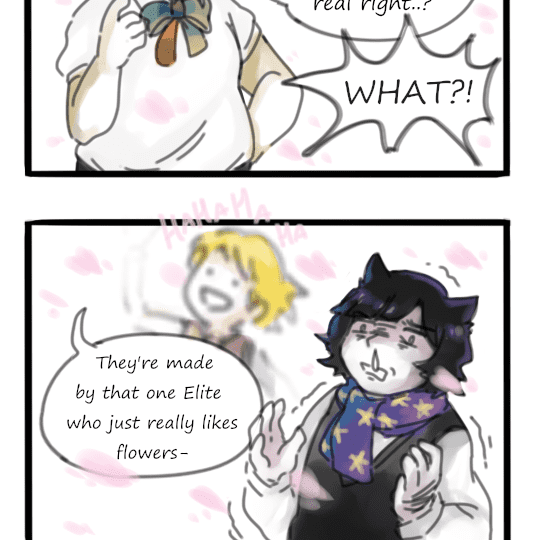 real right..?
WHAT?!
HAHAHA
HA
They're made
by that one Elite
who just really likes
flowers-